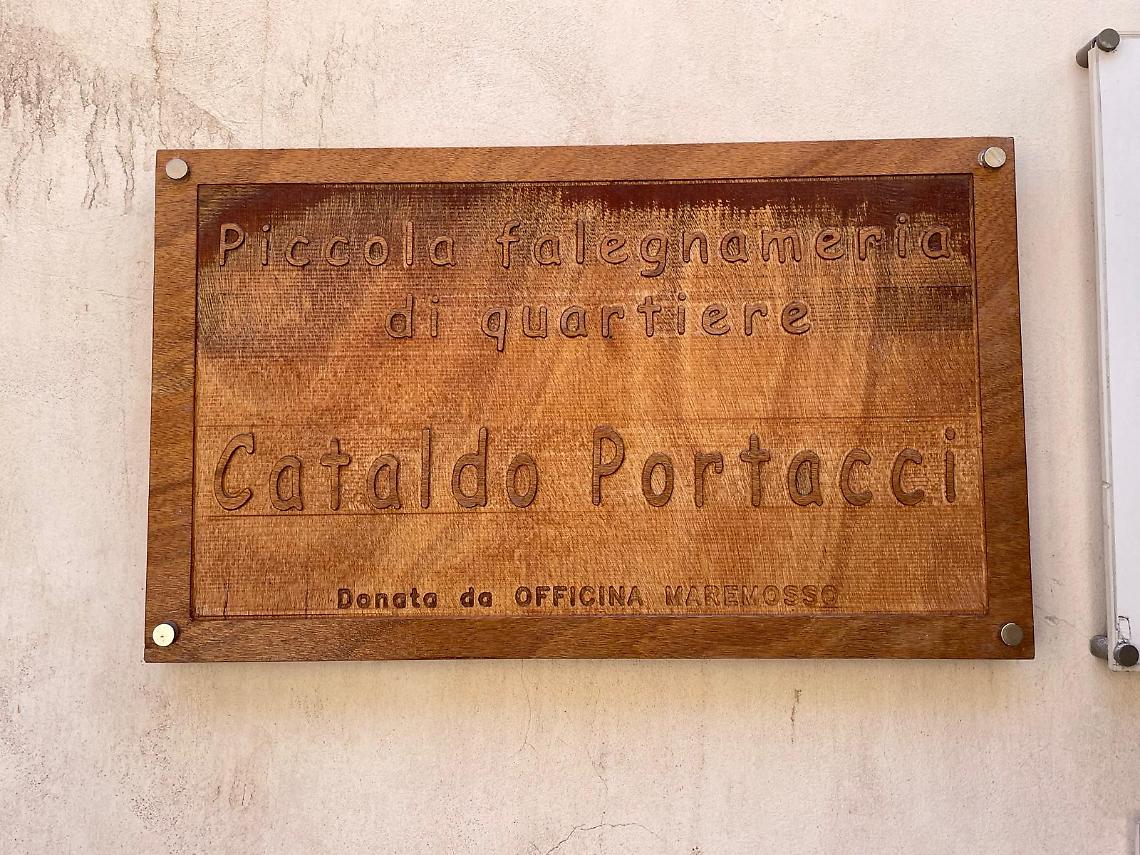 Piccola falegnameria
di quartiere
Cataldo Portacci
Donata da OFFICINA MAREMOSSO